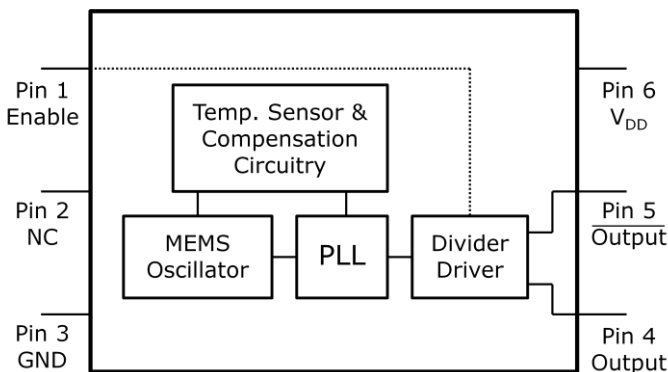 Pin 1
Enable
Temp. Sensor &
Compensation
Circuitry
Pin 6
VDD
Pin 2
NC
MEMS
Oscillator
PLL
Divider
Driver
Pin 5
Output
Pin 3
GND
Pin 4
Output